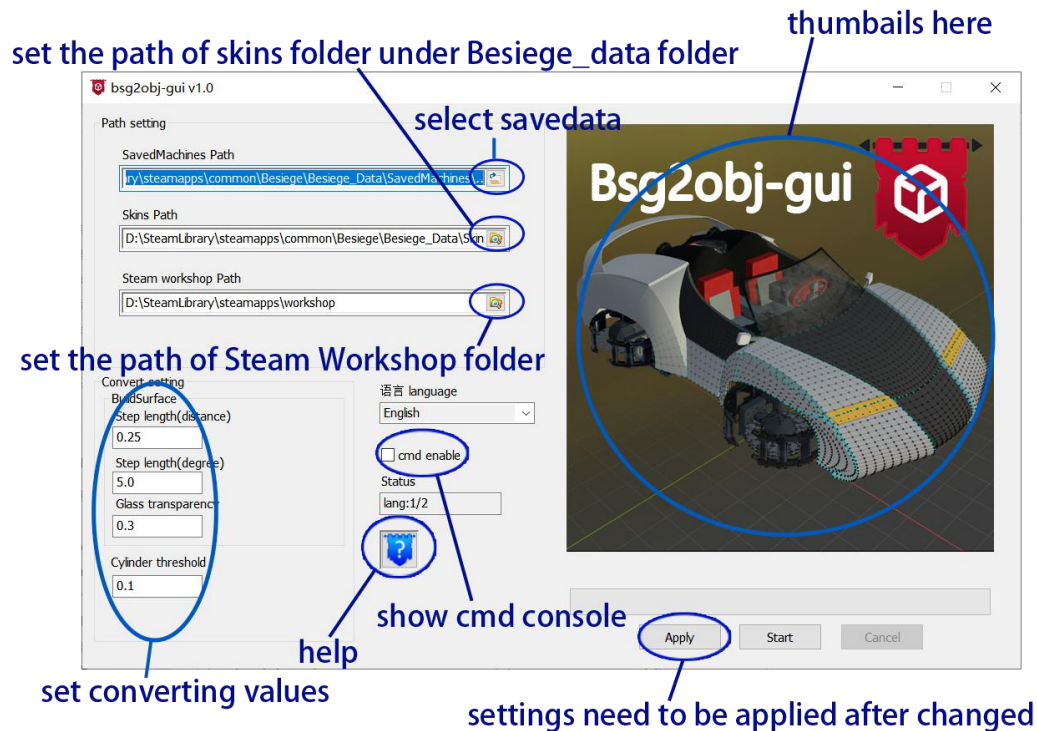 thumbails here
set the path of skins folder under Besiege_data folder
bsg2obj-gui v1.0
Path setting
select savedata
SavedMachines Path
ry\steamapps\common\Besiege\Besiege_Data\SavedMachines\..
Bsg2obj-gui
Skins Path
D:\SteamLibrary\steamapps\common\Besiege\Besiege_Data\Skin
Steam workshop Path
D:\SteamLibrary\steamapps\workshop
set the path of Steam Workshop folder
Convert setting
BuildSurface
Step length(distance)
0.25
Step length(degree)
5.0
Glass transparency
0.3
Cylinder threshold
0.1
语言 language
English
cmd enable
Status
lang:1/2
?
show cmd console
help
Apply
Start
Cancel
set converting values
settings need to be applied after changed